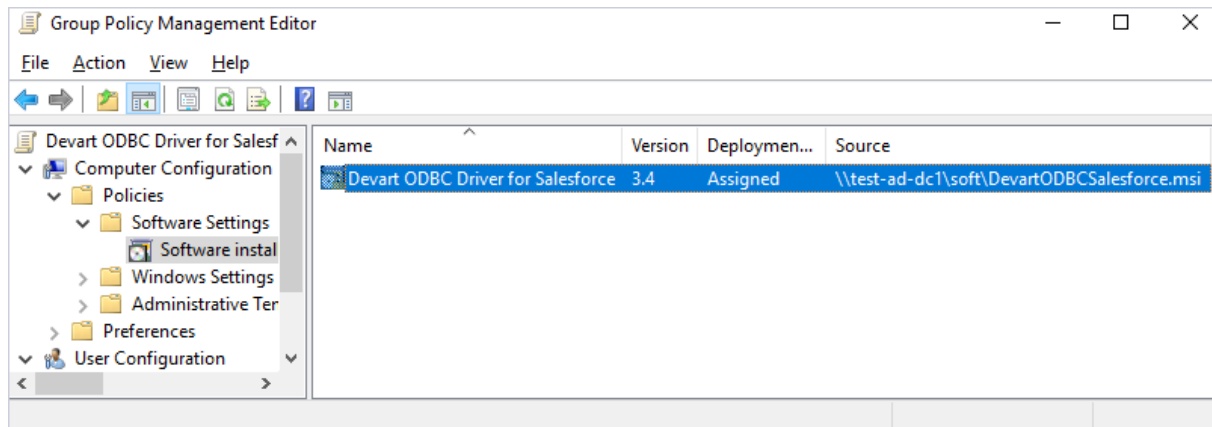 Group Policy Management Editor
File Action View Help
Devart ODBC Driver for Salesf
Computer Configuration
Policies
Software Settings
Software instal
Windows Settings
Administrative Ter
Preferences
User Configuration
Name Version Deploymen... Source
Devart ODBC Driver for Salesforce 3.4 Assigned \\test-ad-dc1\soft\DevartODBCSalesforce.msi